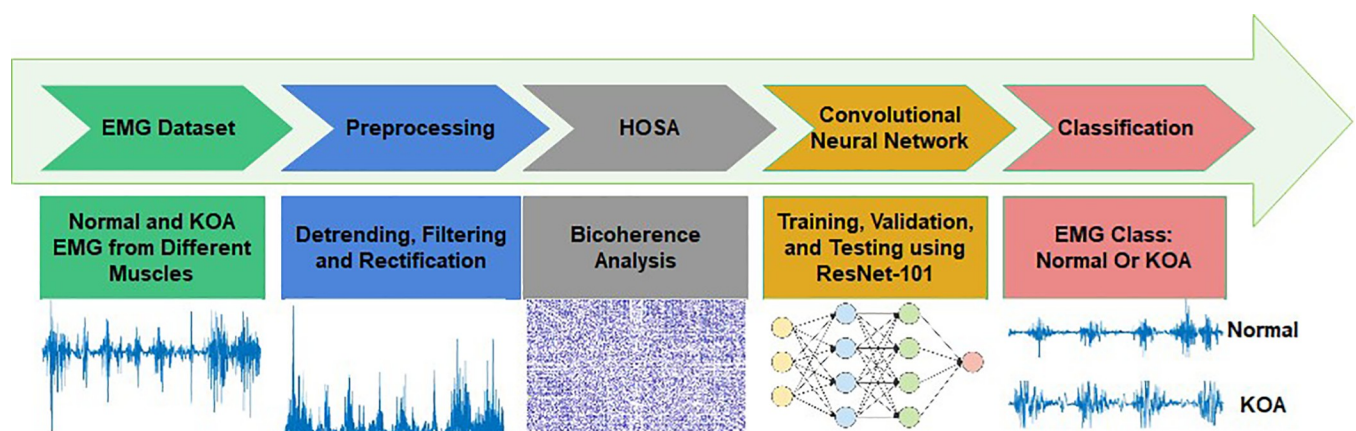 EMG Dataset
Preprocessing
HOSA
Convolutional
Neural Network
Classification
Normal and KOA
EMG from Different
Muscles
Detrending, Filtering
and Rectification
Bicoherence
Analysis
Training, Validation,
and Testing using
ResNet-101
EMG Class:
Normal Or KOA
Normal
KOA